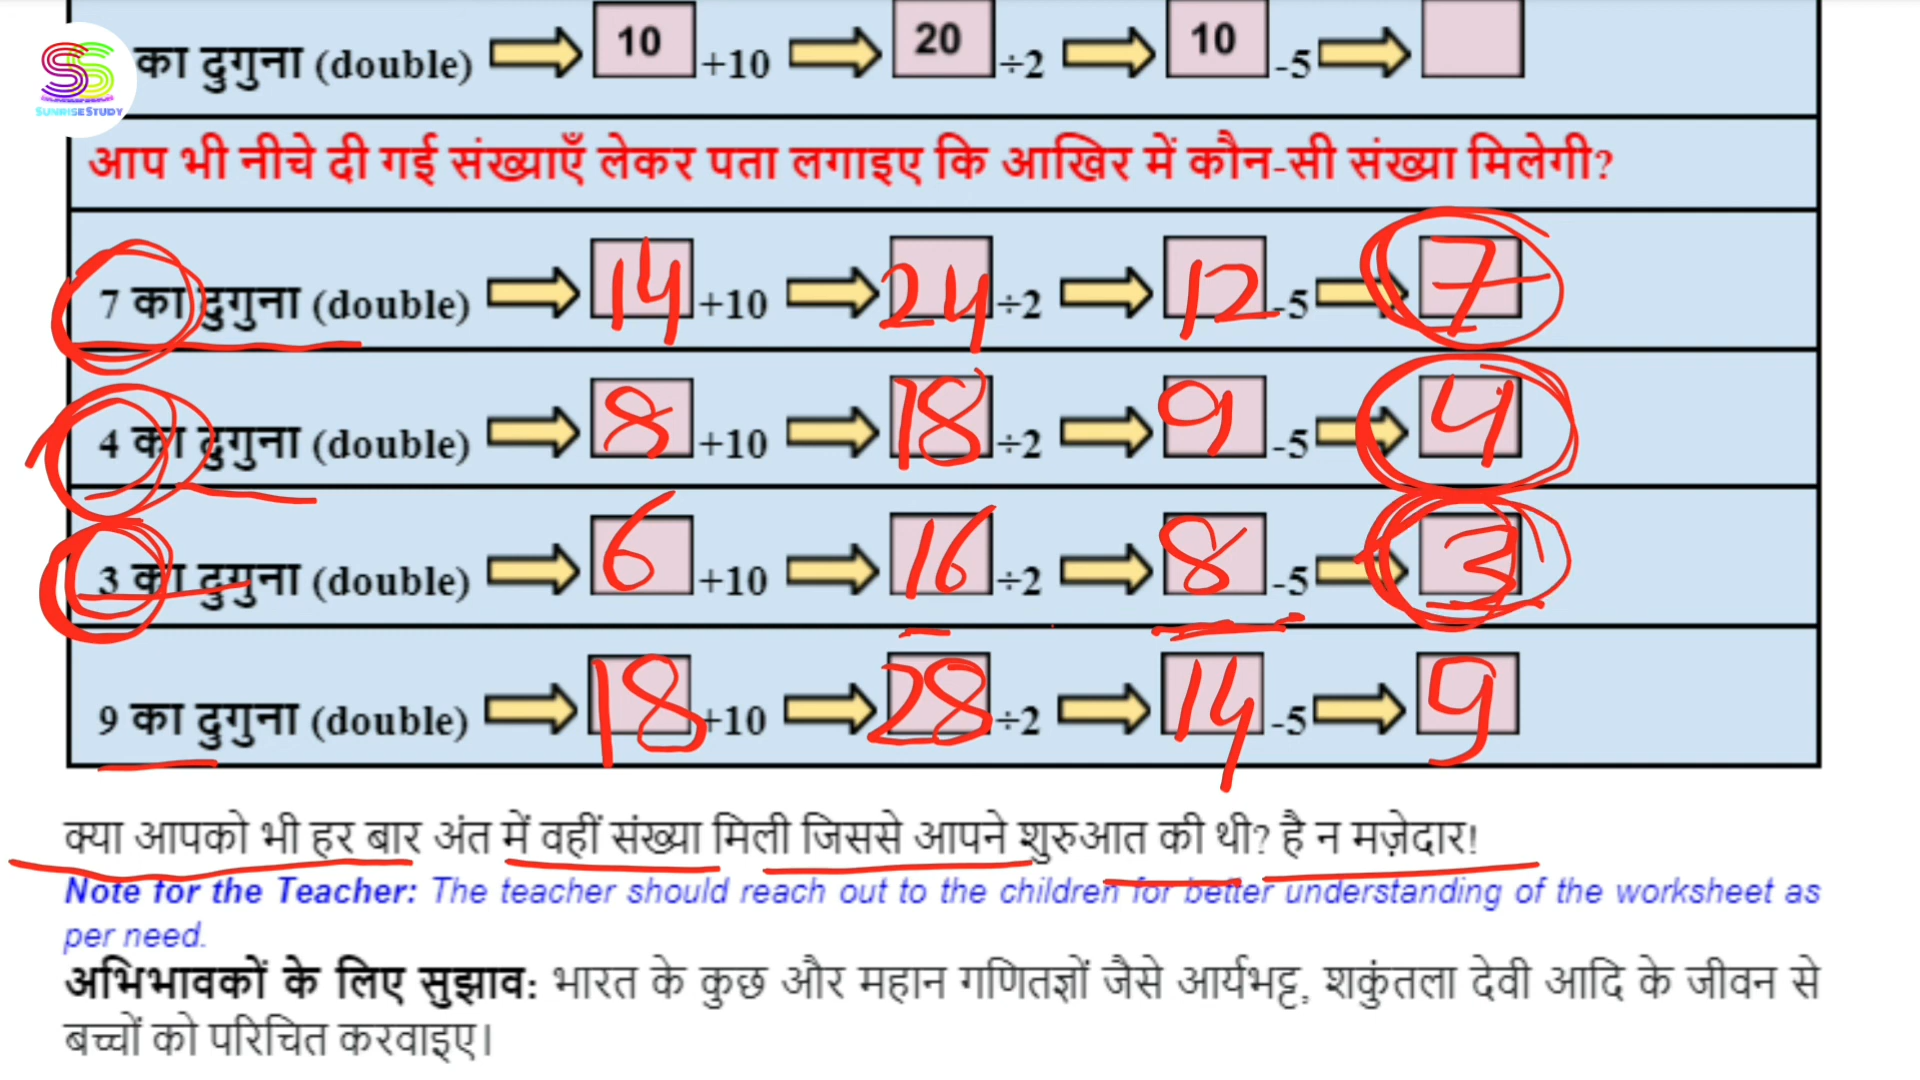 का दुगुना (double) 10 +10 20 ÷2 10 -5
SS
SUNRISESTUDY
आप भी नीचे दी गई संख्याएँ लेकर पता लगाइए कि आखिर में कौन-सी संख्या मिलेगी?
7 का दुगुना (double) 14 +10 24 ÷2 12 -5 7
4 का दुगुना (double) 8 +10 18 ÷2 9 -5 4
3 का दुगुना (double) 6 +10 16 ÷2 8 -5 3
9 का दुगुना (double) 18 +10 28 ÷2 14 -5 9
क्या आपको भी हर बार अंत में वहीं संख्या मिली जिससे आपने शुरुआत की थी? है न मज़ेदार!
Note for the Teacher: The teacher should reach out to the children for better understanding of the worksheet as
per need.
अभिभावकों के लिए सुझाव: भारत के कुछ और महान गणितज्ञों जैसे आर्यभट्ट, शकुंतला देवी आदि के जीवन से
बच्चों को परिचित करवाइए।